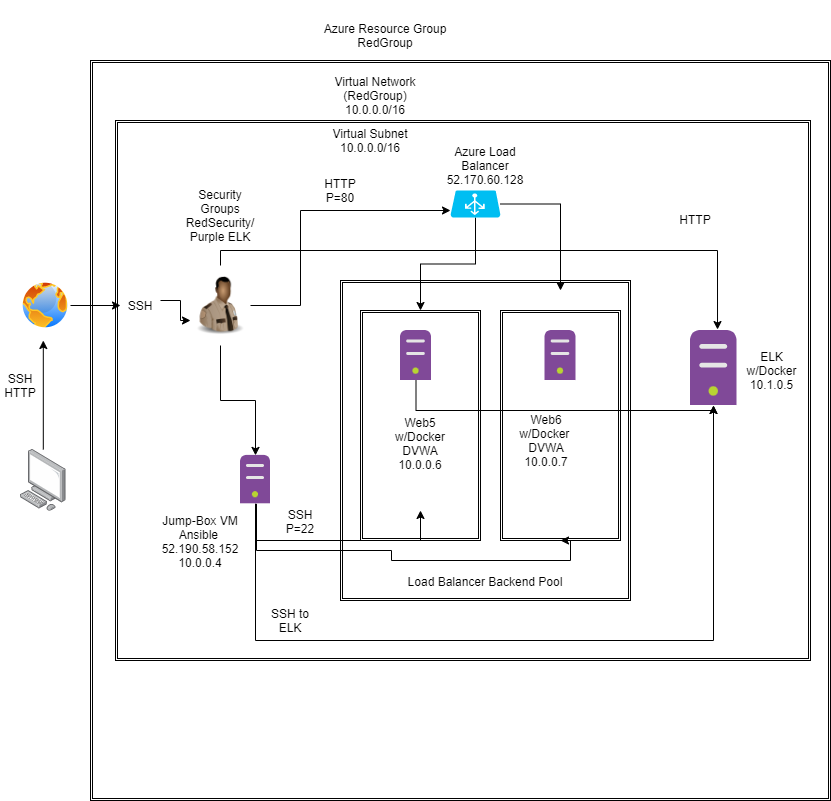 Azure Resource Group
RedGroup
Virtual Network
(RedGroup)
10.0.0.0/16
Virtual Subnet
10.0.0.0/16
Azure Load
Balancer
52.170.60.128
HTTP
P=80
Security
Groups
RedSecurity/
Purple ELK
HTTP
SSH
SSH
HTTP
ELK
w/Docker
10.1.0.5
Web5
w/Docker
DVWA
10.0.0.6
Web6
w/Docker
DVWA
10.0.0.7
Jump-Box VM
Ansible
52.190.58.152
10.0.0.4
SSH
P=22
Load Balancer Backend Pool
SSH to
ELK